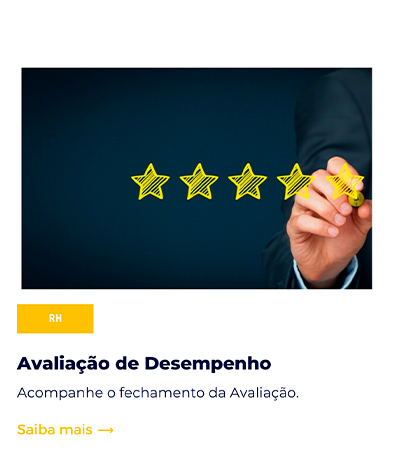 RH
Avaliação de Desempenho
Acompanhe o fechamento da Avaliação.
Saiba mais ⟶